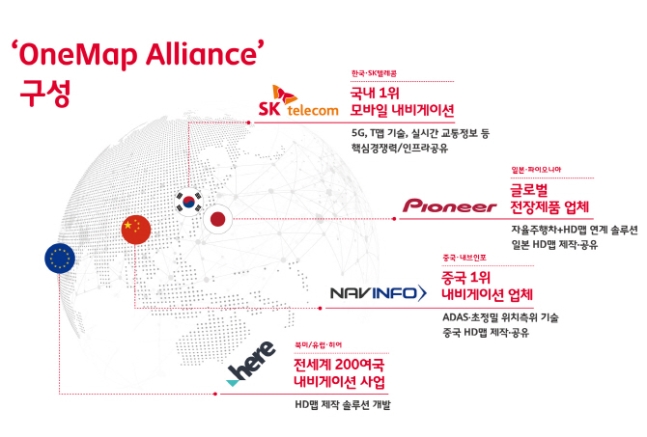 ‘OneMap Alliance’
구성
한국·SK텔레콤
SK telecom
국내 1위
모바일 내비게이션
5G, T맵 기술, 실시간 교통정보 등
핵심경쟁력/인프라공유
일본·파이오니아
Pioneer
글로벌
전장제품 업체
자율주행차+HD맵 연계 솔루션
일본 HD맵 제작·공유
중국·내브인포
NAVINFO
중국 1위
내비게이션 업체
ADAS·초정밀 위치측위 기술
중국 HD맵 제작·공유
북미/유럽·히어
here
전세계 200여국
내비게이션 사업
HD맵 제작 솔루션 개발